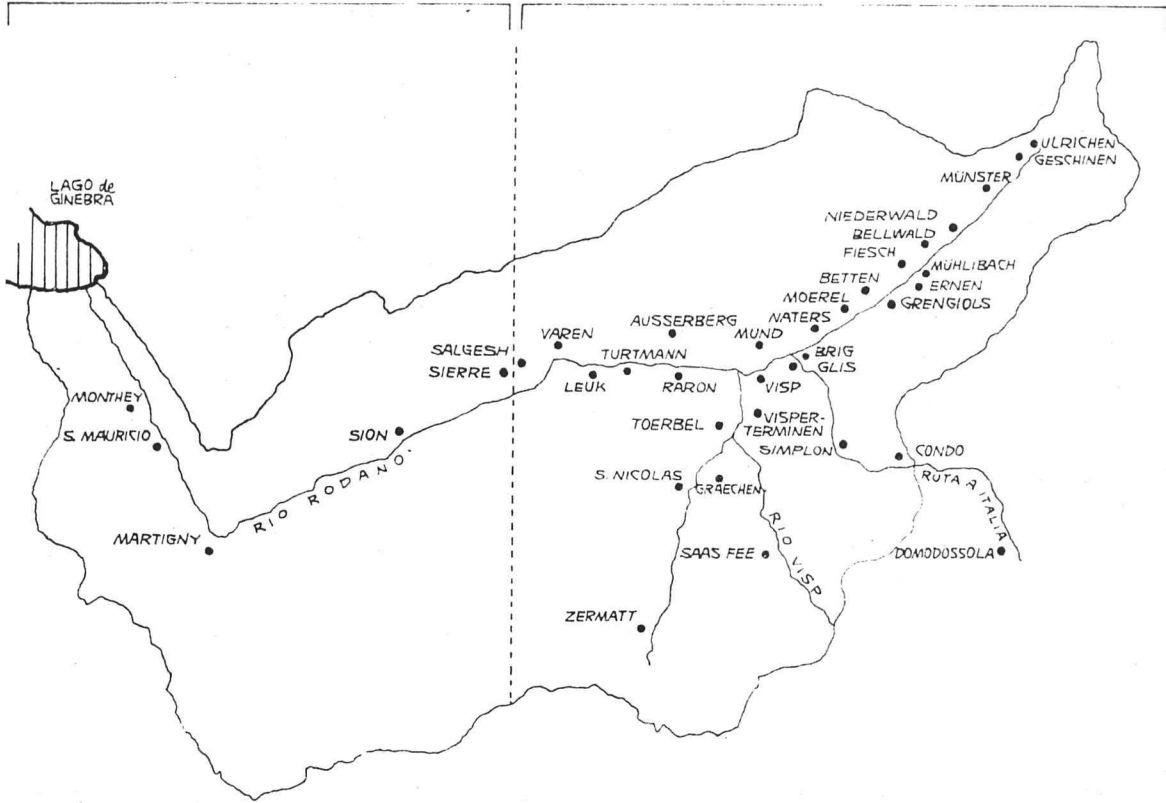 LAGO de
GINEBRA
ULRICHEN
GESCHINEN
MÜNSTER
NIEDERWALD
BELLWALD
FIESCH
MÜHLIBACH
BETTEN
ERNEN
MOEREL
GRENGIOLS
NATERS
AUSSERBERG
MUND
VAREN
SALGESH
TURTMANN
BRIG
GLIS
SIERRE
LEUK
RARON
VISP
MONTHEY
S. MAURICIO
SION
TOERBEL
VISPER-
TERMINEN
SIMPLON
CONDO
RIO RODANO.
S. NICOLAS
GRAECHEN
RUTA A ITALIA
MARTIGNY
SAAS FEE
RIO VISP
DOMODOSSOLA
ZERMATT